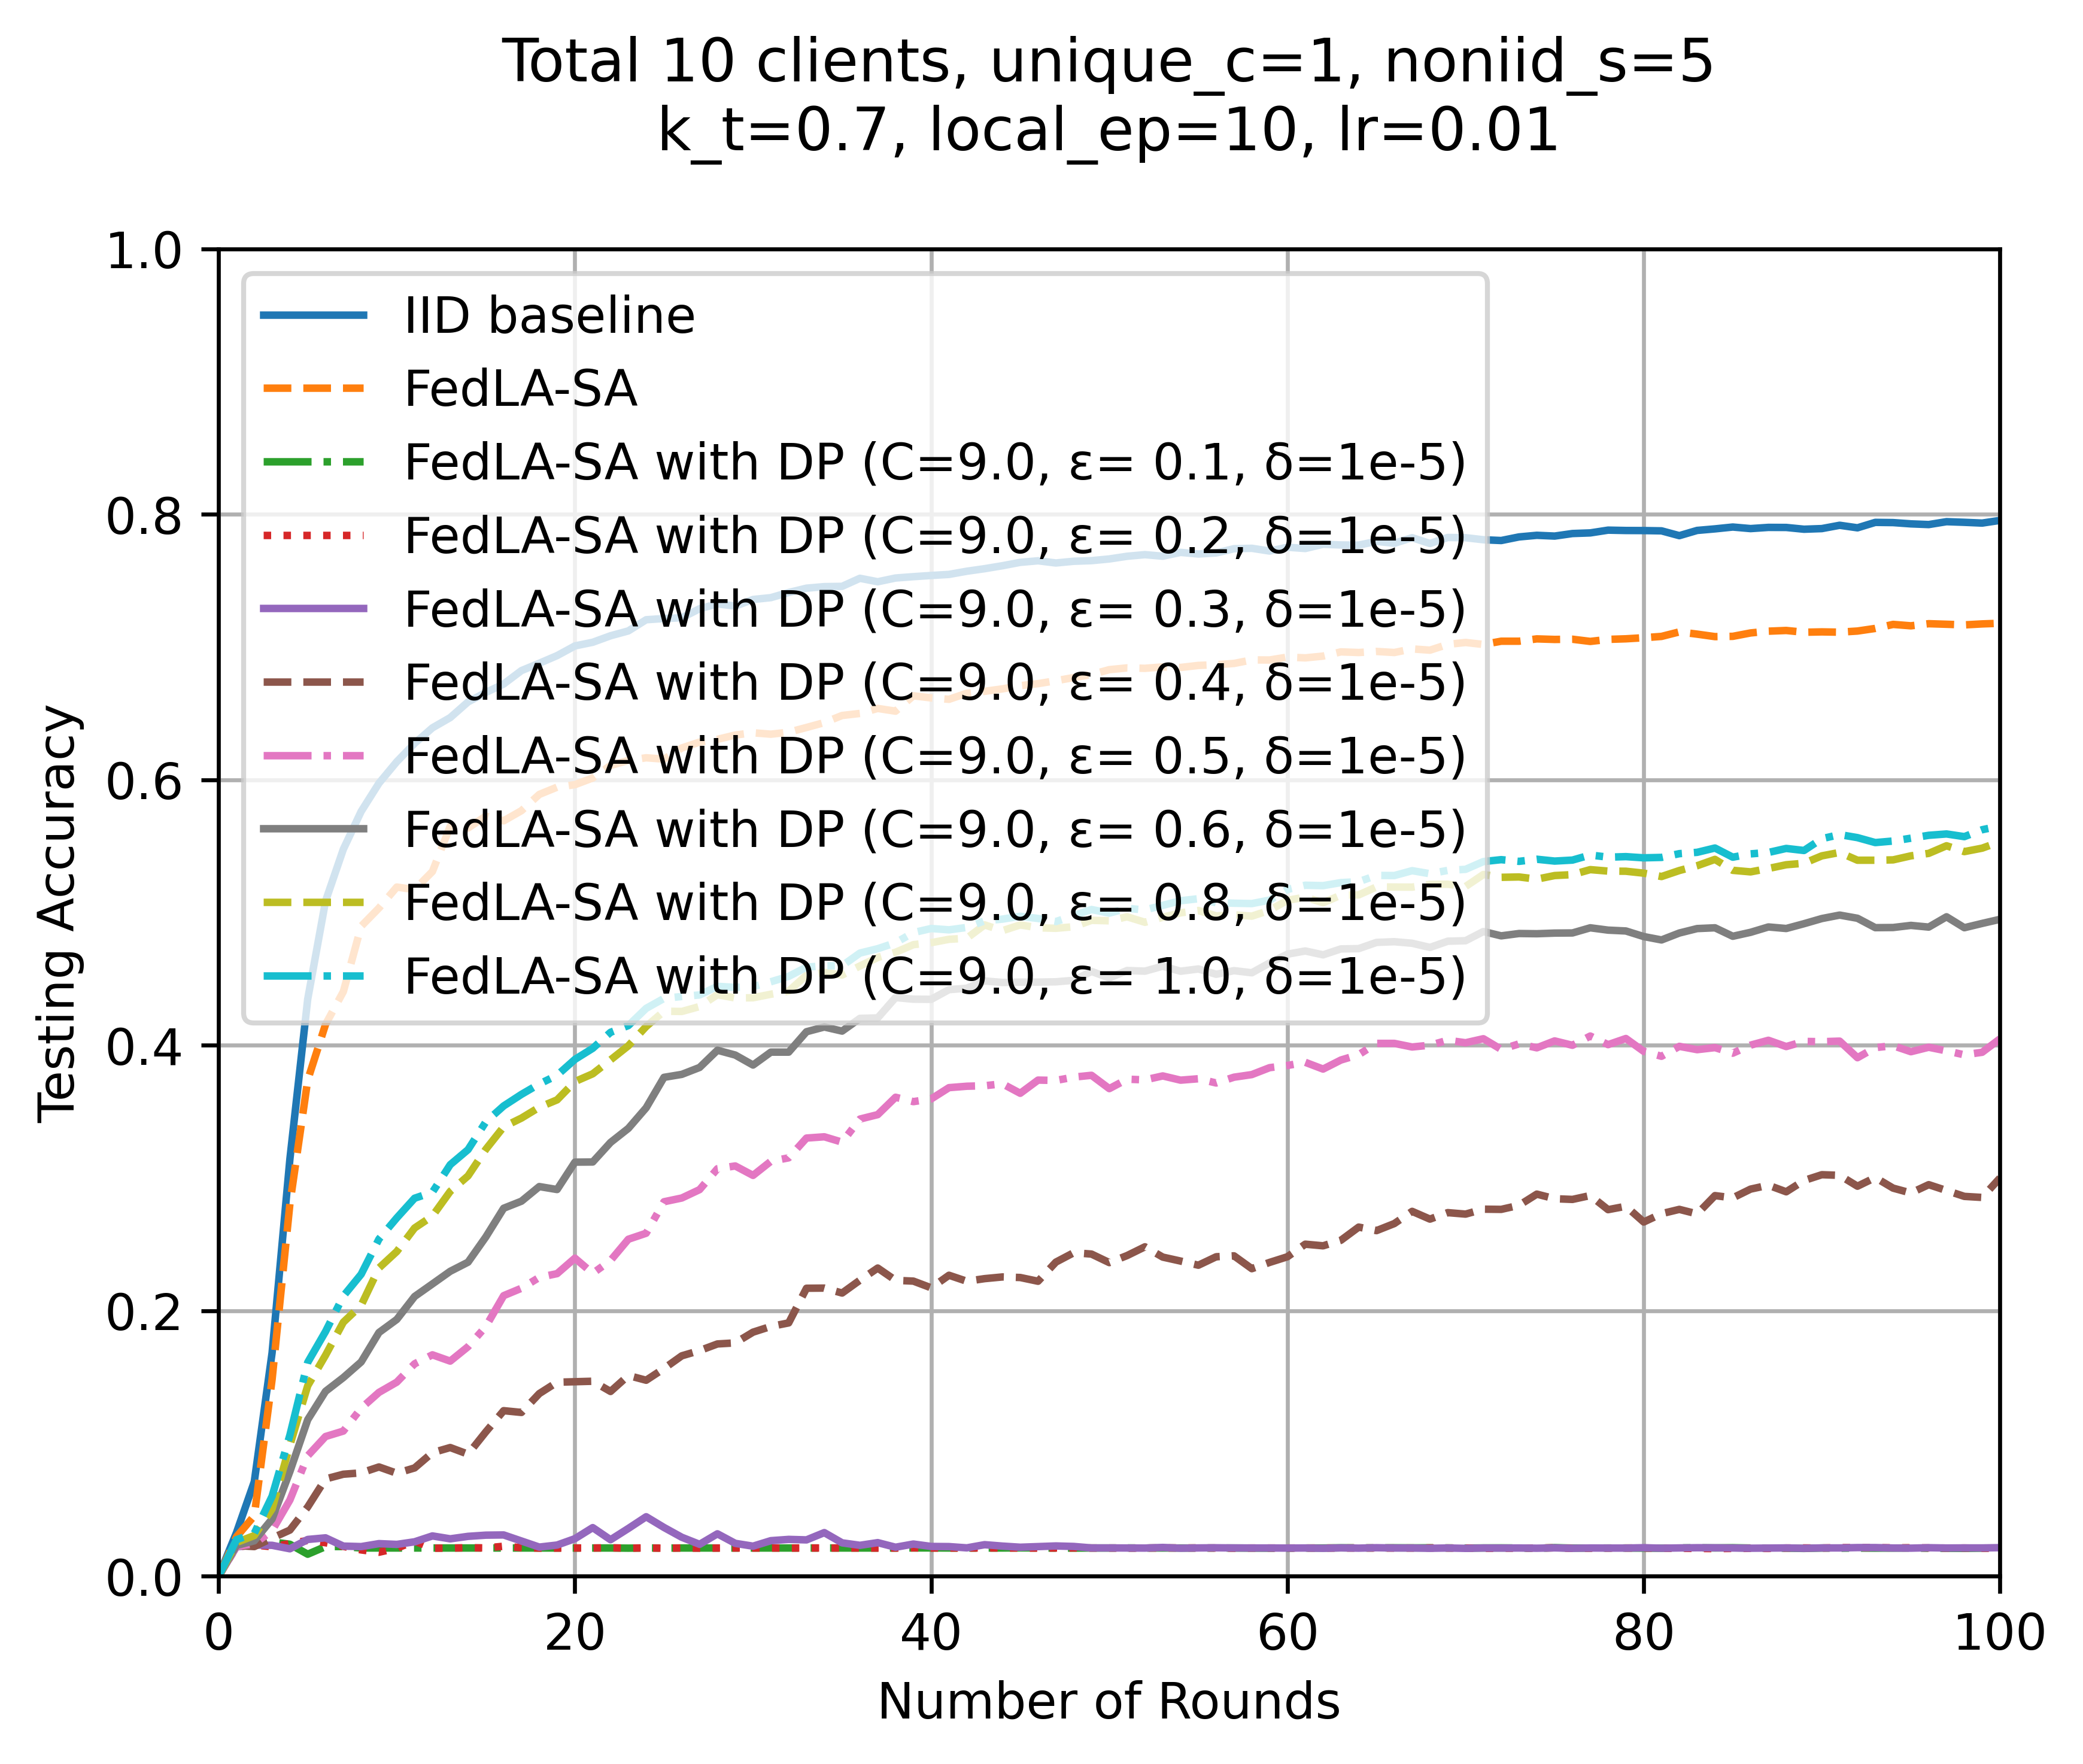 Total 10 clients, unique_c=1, noniid_s=5
k_t=0.7, local_ep=10, lr=0.01
1.0
0.8
0.6
0.4
0.2
0.0
Testing Accuracy
IID baseline
FedLA-SA
FedLA-SA with DP (C=9.0, ε= 0.1, δ=1e-5)
FedLA-SA with DP (C=9.0, ε= 0.2, δ=1e-5)
FedLA-SA with DP (C=9.0, ε= 0.3, δ=1e-5)
FedLA-SA with DP (C=9.0, ε= 0.4, δ=1e-5)
FedLA-SA with DP (C=9.0, ε= 0.5, δ=1e-5)
FedLA-SA with DP (C=9.0, ε= 0.6, δ=1e-5)
FedLA-SA with DP (C=9.0, ε= 0.8, δ=1e-5)
FedLA-SA with DP (C=9.0, ε= 1.0, δ=1e-5)
0 20 40 60 80 100
Number of Rounds